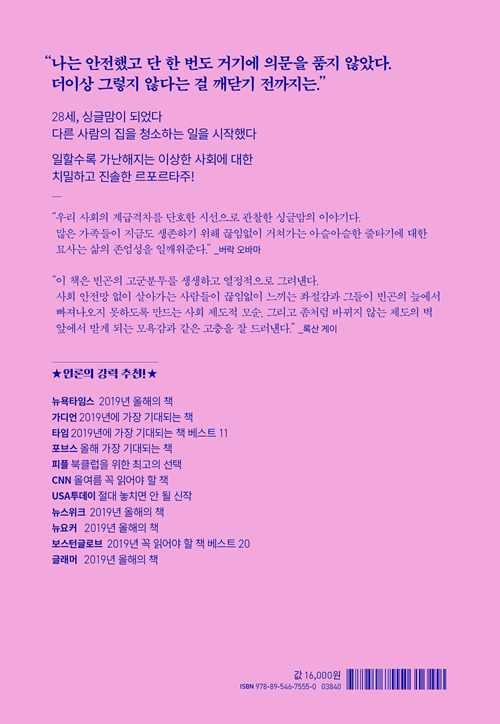 “나는 안전했고 단 한 번도 거기에 의문을 품지 않았다.
더이상 그렇지 않다는 걸 깨닫기 전까지는.”
28세, 싱글맘이 되었다
다른 사람의 집을 청소하는 일을 시작했다
일할수록 가난해지는 이상한 사회에 대한
치밀하고 진솔한 르포르타주!
“우리 사회의 계급격차를 단호한 시선으로 관찰한 싱글맘의 이야기다.
많은 가족들이 지금도 생존하기 위해 끊임없이 거쳐가는 아슬아슬한 줄타기에 대한
묘사는 삶의 존엄성을 일깨워준다.” _버락 오바마
“이 책은 빈곤의 고군분투를 생생하고 열정적으로 그려낸다.
사회 안전망 없이 살아가는 사람들이 끊임없이 느끼는 좌절감과 그들이 빈곤의 늪에서
빠져나오지 못하도록 만드는 사회 제도적 모순, 그리고 좀처럼 바뀌지 않는 제도의 벽
앞에서 받게 되는 모욕감과 같은 고충을 잘 드러낸다.” _록산 게이
★언론의 강력 추천!★
뉴욕타임스 2019년 올해의 책
가디언 2019년에 가장 기대되는 책
타임 2019년에 가장 기대되는 책 베스트 11
포브스 올해 가장 기대되는 책
피플 북클럽을 위한 최고의 선택
CNN 올여름 꼭 읽어야 할 책
USA투데이 절대 놓치면 안 될 신작
뉴스위크 2019년 올해의 책
뉴요커 2019년 올해의 책
보스턴글로브 2019년 꼭 읽어야 할 책 베스트 20
글래머 2019년 올해의 책
값 16,000원
ISBN 978-89-546-7555-0 03840